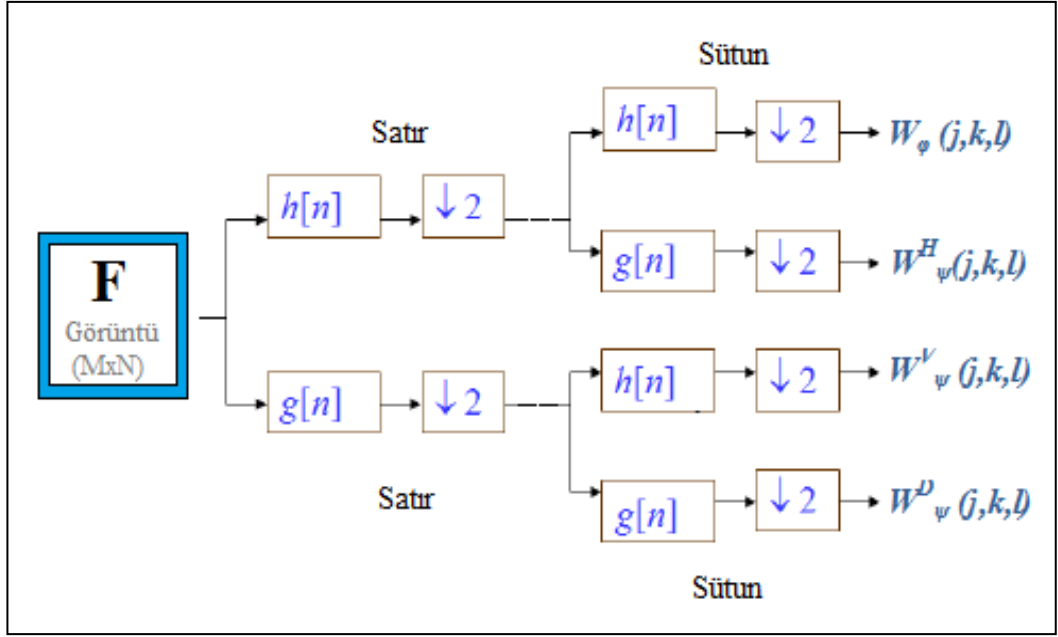 Sütun
Satır
h[n]
↓2
W_φ (j,k,l)
h[n]
↓2
g[n]
↓2
W^H_ψ(j,k,l)
F
Görüntü
(MxN)
g[n]
↓2
h[n]
↓2
W^V_ψ (j,k,l)
Satır
g[n]
↓2
W^D_ψ (j,k,l)
Sütun